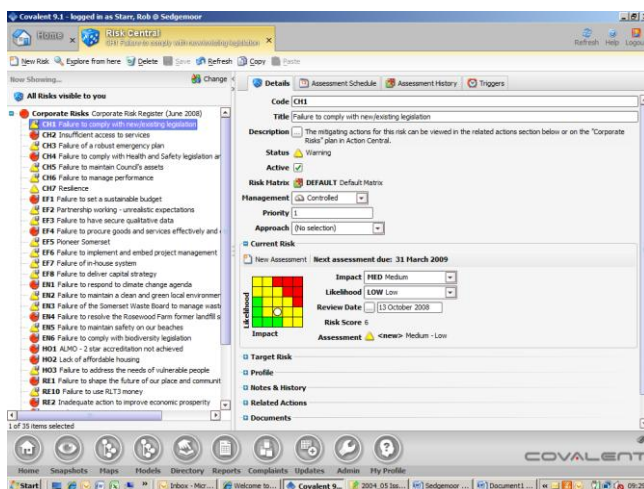 Covalent 9.1 - logged in as Starr, Rob @ Sedgemoor
Home
Risk Central
CH1 Failure to comply with new/existing legislation
Refresh Help Logout
New Risk Explore from here Delete Save Refresh Copy Paste
Now Showing...
Change
All Risks visible to you
Corporate Risks Corporate Risk Register (June 2008)
CH1 Failure to comply with new/existing legislation
CH2 Insufficient access to services
CH3 Failure of a robust emergency plan
CH4 Failure to comply with Health and Safety legislation ar
CH5 Failure to maintain Council's assets
CH6 Failure to manage performance
CH7 Resilience
EF1 Failure to set a sustainable budget
EF2 Partnership working - unrealistic expectations
EF3 Failure to have secure qualitative data
EF4 Failure to procure goods and services effectively and
EF5 Pioneer Somerset
EF6 Failure to implement and embed project management
EF7 Failure of in-house system
EF8 Failure to deliver capital strategy
EN1 Failure to respond to climate change agenda
EN2 Failure to maintain a clean and green local environmer
EN3 Failure of the Somerset Waste Board to manage wast
EN4 Failure to resolve the Rosewood Farm former landfill s
EN5 Failure to maintain safety on our beaches
EN6 Failure to comply with biodiversity legislation
HO1 ALMO - 2 star accreditation not achieved
HO2 Lack of affordable housing
HO3 Failure to address the needs of vulnerable people
RE1 Failure to shape the future of our place and communit
RE10 Failure to use RLT3 money
RE2 Inadequate action to improve economic prosperity
1 of 35 items selected
Details Assessment Schedule Assessment History Triggers
Code CH1
Title Failure to comply with new/existing legislation
Description ... The mitigating actions for this risk can be viewed in the related actions section below or on the "Corporate
Risks" plan in Action Central.
Status Warning
Active
Risk Matrix DEFAULT Default Matrix
Management Controlled
Priority 1
Approach (No selection)
Current Risk
New Assessment Next assessment due: 31 March 2009
Likelihood
Impact
Impact MED Medium
Likelihood LOW Low
Review Date ... 13 October 2008
Risk Score 6
Assessment <new> Medium - Low
Target Risk
Profile
Notes & History
Related Actions
Documents
Home Snapshots Maps Models Directory Reports Complaints Updates Admin My Profile
COVALENT
Start Inbox - Micr... Welcome to... Covalent 9.... 2004_05 Iss... Sedgemoor ... Document1 ... 09:28